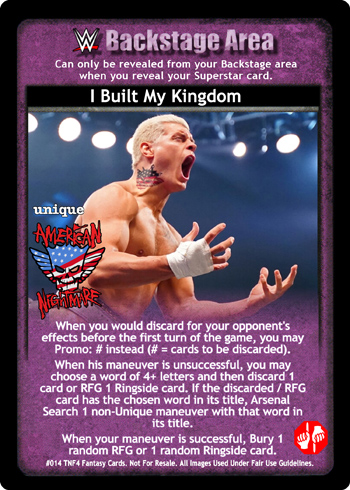 W Backstage Area
Can only be revealed from your Backstage area
when you reveal your Superstar card.
I Built My Kingdom
unique
AMERICAN
NIGHTMARE
When you would discard for your opponent's
effects before the first turn of the game, you may
Promo: # instead (# = cards to be discarded).
When his maneuver is unsuccessful, you may
choose a word of 4+ letters and then discard 1
card or RFG 1 Ringside card. If the discarded / RFG
card has the chosen word in its title, Arsenal
Search 1 non-Unique maneuver with that word in
its title.
When your maneuver is successful, Bury 1
random RFG or 1 random Ringside card.
#014 TNF4 Fantasy Cards. Not For Resale. All Images Used Under Fair Use Guidelines.